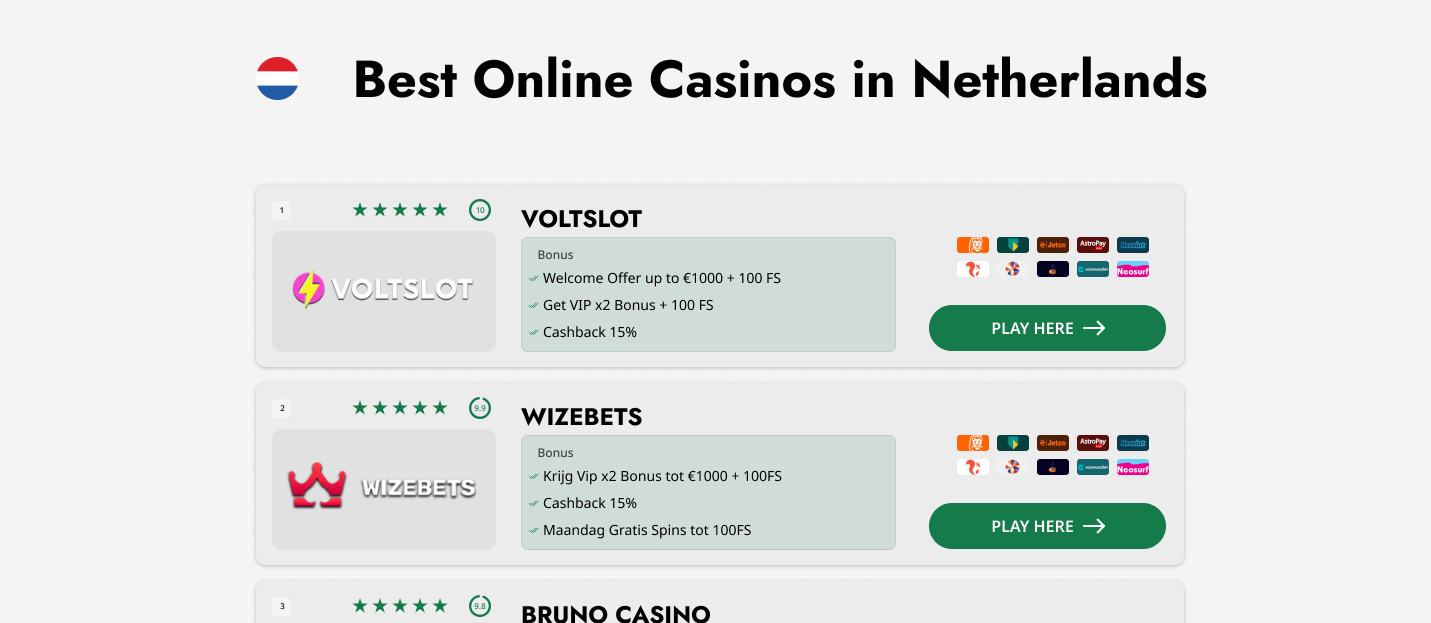 Best Online Casinos in Netherlands
1
10
VOLTSLOT
VOLTSLOT
Bonus
Welcome Offer up to €1000 + 100 FS
Get VIP x2 Bonus + 100 FS
Cashback 15%
Jeton
AstroPay
Neosurf
PLAY HERE
2
9.9
WIZEBETS
WIZEBETS
Bonus
Krijg Vip x2 Bonus tot €1000 + 100FS
Cashback 15%
Maandag Gratis Spins tot 100FS
Jeton
AstroPay
Neosurf
PLAY HERE
3
9.8
BRUNO CASINO